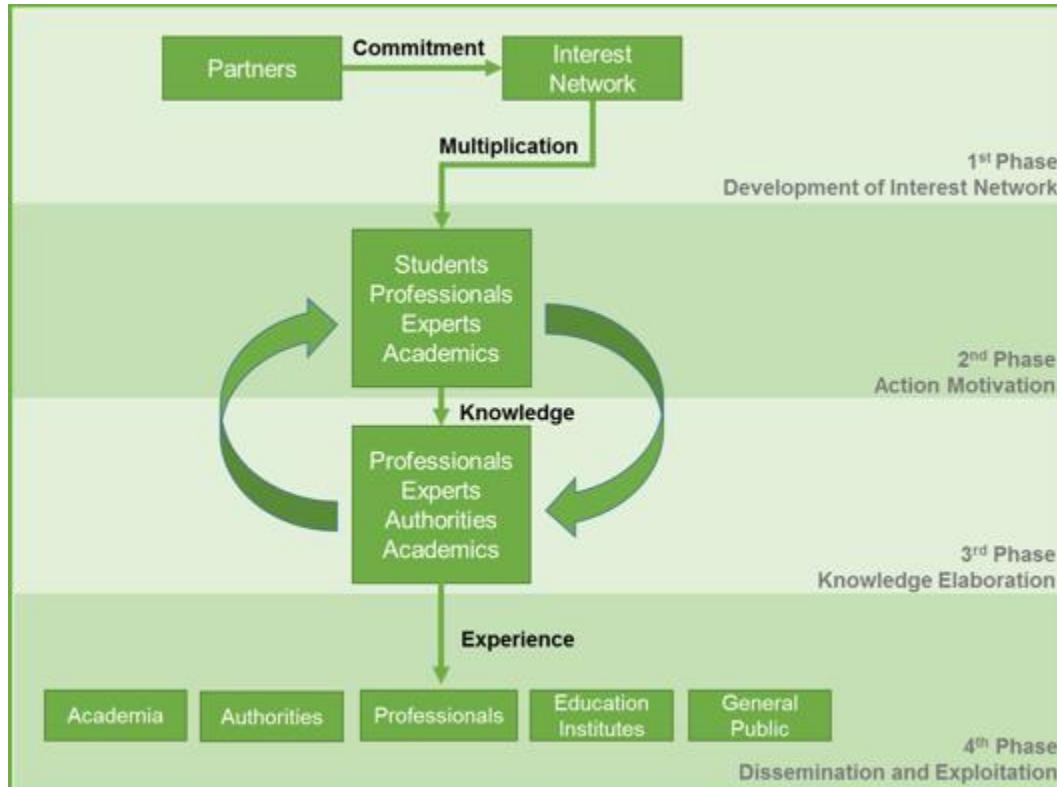 Commitment
Partners
Interest
Network
Multiplication
1st Phase
Development of Interest Network
Students
Professionals
Experts
Academics
2nd Phase
Action Motivation
Knowledge
Professionals
Experts
Authorities
Academics
3rd Phase
Knowledge Elaboration
Experience
Academia
Authorities
Professionals
Education
Institutes
General
Public
4th Phase
Dissemination and Exploitation